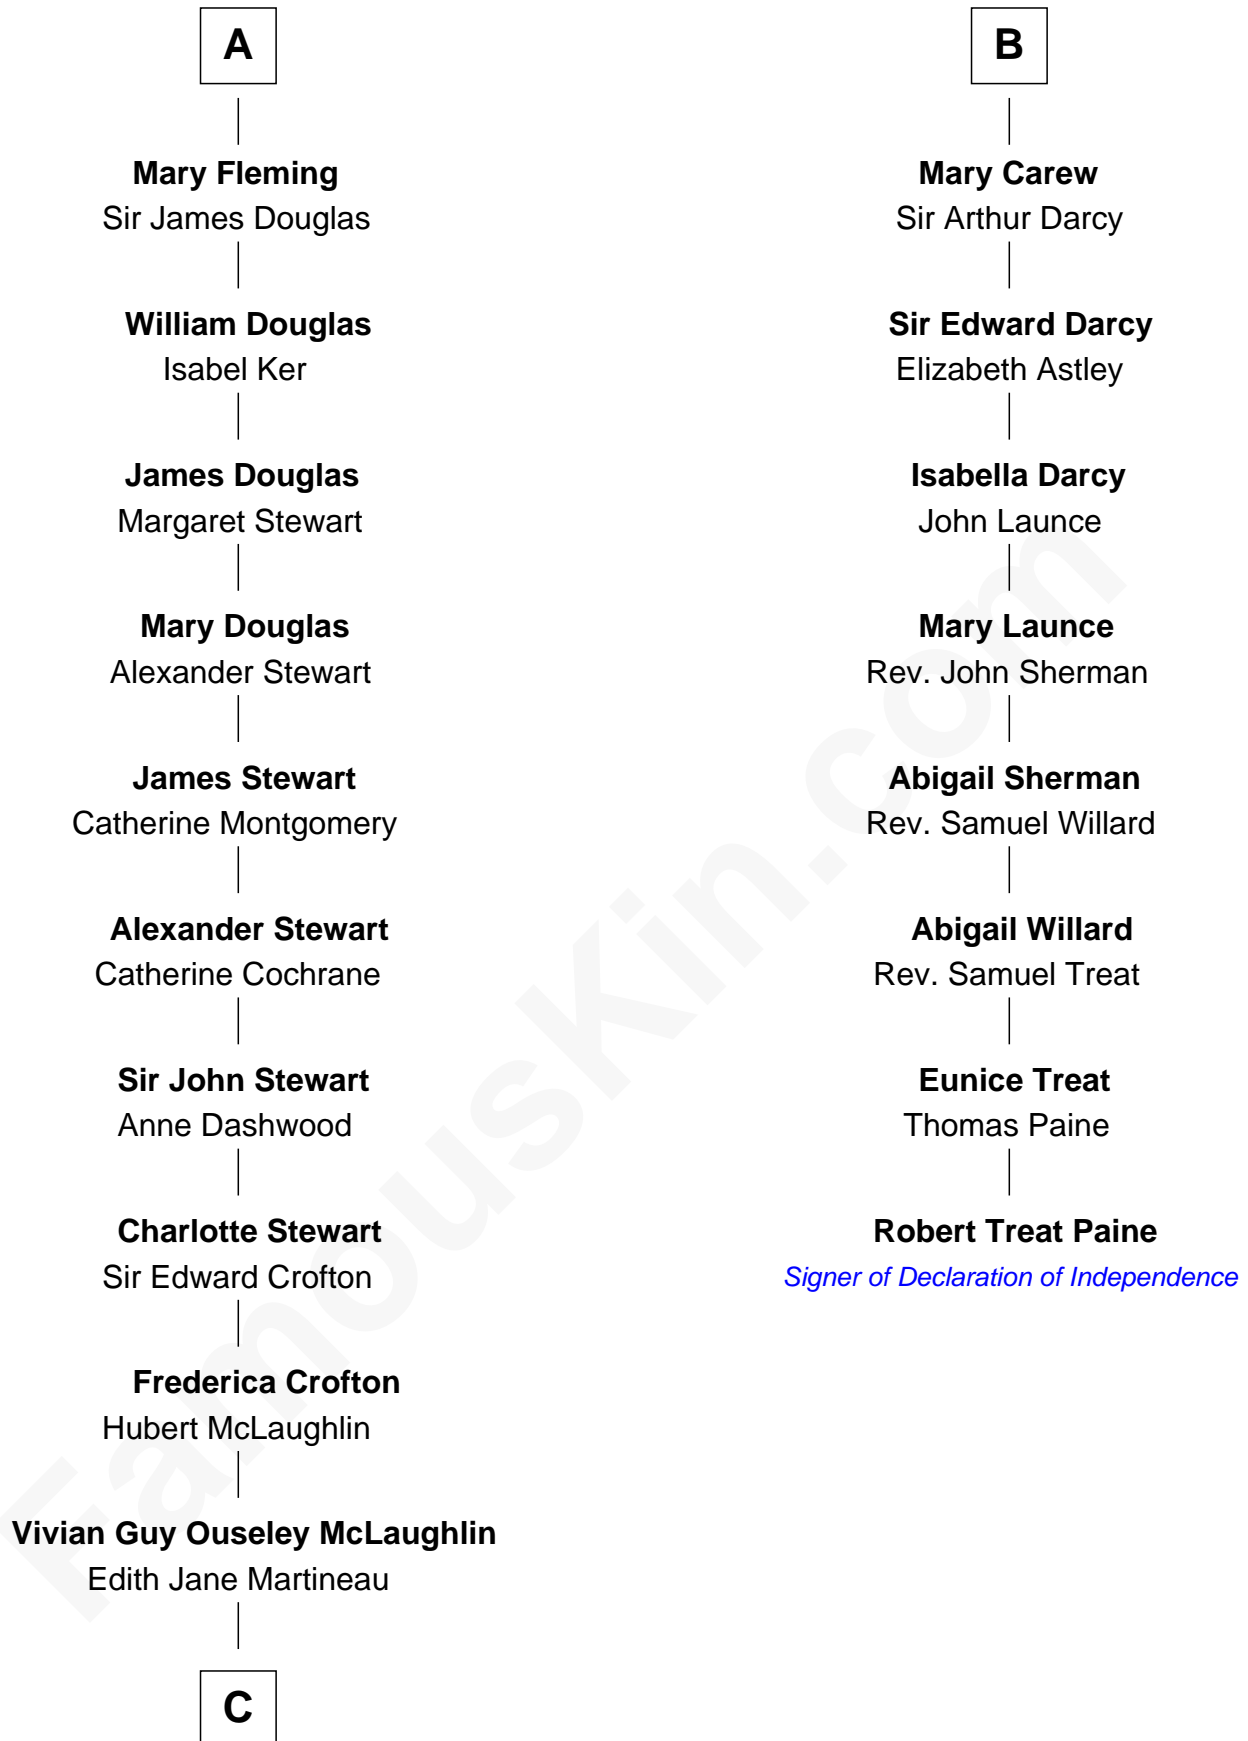 A
Mary Fleming
Sir James Douglas
William Douglas
Isabel Ker
James Douglas
Margaret Stewart
Mary Douglas
Alexander Stewart
James Stewart
Catherine Montgomery
Alexander Stewart
Catherine Cochrane
Sir John Stewart
Anne Dashwood
Charlotte Stewart
Sir Edward Crofton
Frederica Crofton
Hubert McLaughlin
Vivian Guy Ouseley McLaughlin
Edith Jane Martineau
C
B
Mary Carew
Sir Arthur Darcy
Sir Edward Darcy
Elizabeth Astley
Isabella Darcy
John Launce
Mary Launce
Rev. John Sherman
Abigail Sherman
Rev. Samuel Willard
Abigail Willard
Rev. Samuel Treat
Eunice Treat
Thomas Paine
Robert Treat Paine
Signer of Declaration of Independence
FamousKin.com